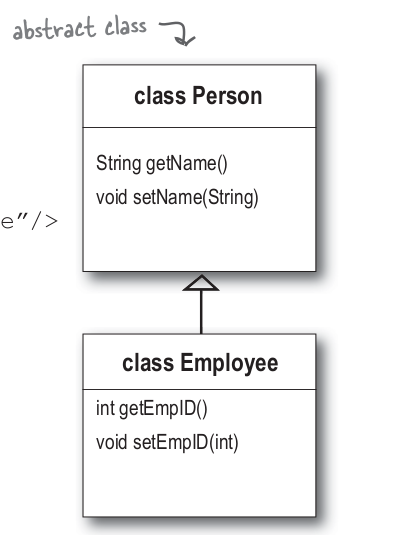 abstract class
class Person
String getName()
void setName(String)
e"/>
class Employee
int getEmpID()
void setEmpID(int)